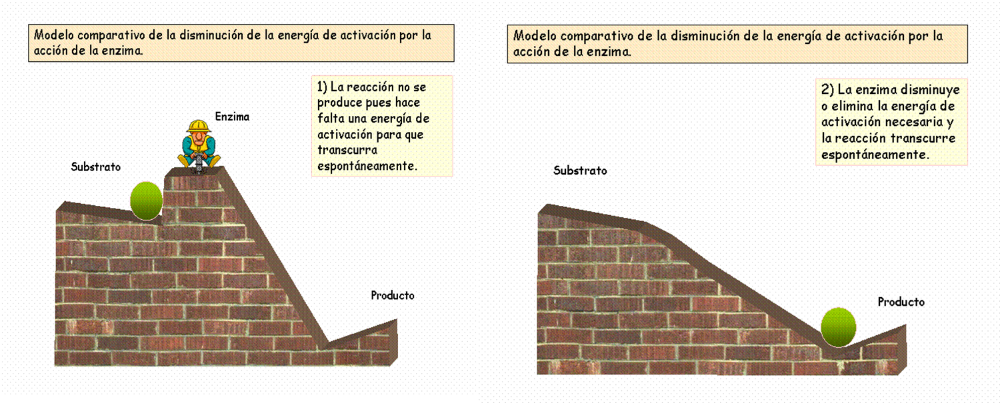 Modelo comparativo de la disminución de la energía de activación por la
acción de la enzima.
1) La reacción no se
produce pues hace
falta una energía de
activación para que
transcurra
espontáneamente.
Enzima
Substrato
Producto
Modelo comparativo de la disminución de la energía de activación por la
acción de la enzima.
2) La enzima disminuye
o elimina la energía de
activación necesaria y
la reacción transcurre
espontáneamente.
Substrato
Producto